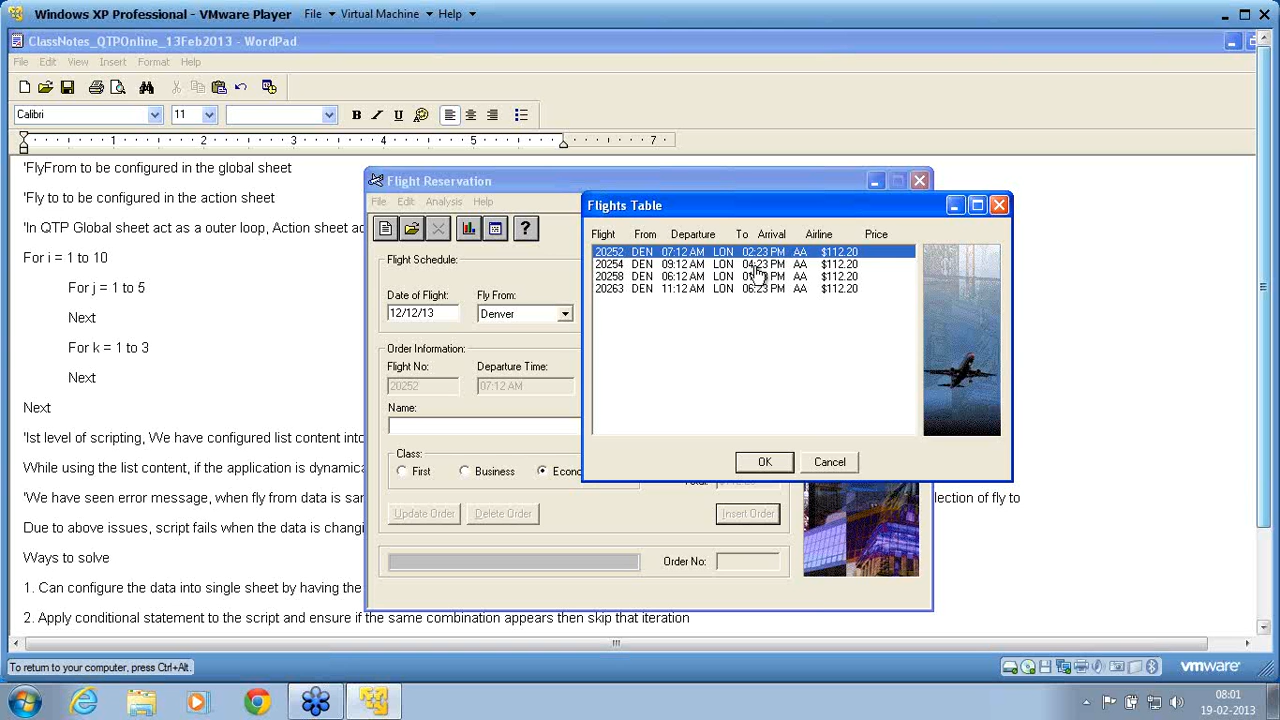 Windows XP Professional - VMware Player File Virtual Machine Help
ClassNotes_QTPOnline_13Feb2013 - WordPad
File Edit View Insert Format Help
Calibri 11
1 2 3 4 5 7
'FlyFrom to be configured in the global sheet
'Fly to to be configured in the action sheet
'In QTP Global sheet act as a outer loop, Action sheet ac
For i = 1 to 10
For j = 1 to 5
Next
For k = 1 to 3
Next
Next
'Ist level of scripting, We have configured list content into
While using the list content, if the application is dynamica
'We have seen error message, when fly from data is sar
lection of fly to
Due to above issues, script fails when the data is changi
Ways to solve
1. Can configure the data into single sheet by having the
2. Apply conditional statement to the script and ensure if the same combination appears then skip that iteration
Flight Reservation
File Edit Analysis Help
Flight Schedule:
Date of Flight: Fly From:
12/12/13 Denver
Order Information:
Flight No: Departure Time:
20252 07:12 AM
Name:
Class:
First Business Econo
Update Order Delete Order Insert Order
Order No:
Flights Table
Flight From Departure To Arrival Airline Price
20252 DEN 07:12 AM LON 02:23 PM AA $112.20
20254 DEN 09:12 AM LON 04:23 PM AA $112.20
20258 DEN 06:12 AM LON PM AA $112.20
20263 DEN 11:12 AM LON 06:23 PM AA $112.20
OK Cancel
To return to your computer, press Ctrl+Alt.
vmware
08:01
19-02-2013